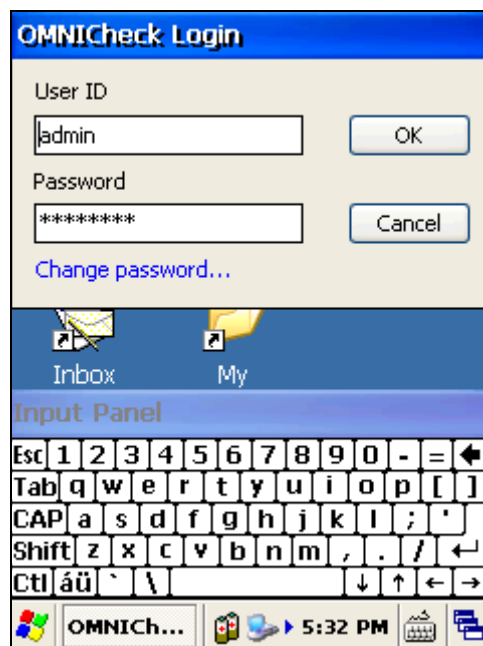 OMNICheck Login
User ID
admin
OK
Password
********
Cancel
Change password...
Inbox
My
Input Panel
Esc 1 2 3 4 5 6 7 8 9 0 - =
Tab q w e r t y u i o p [ ]
CAP a s d f g h j k l ; '
Shift z x c v b n m , . /
Ctl áü ` \ ↓ ↑ ← →
OMNICh... 5:32 PM